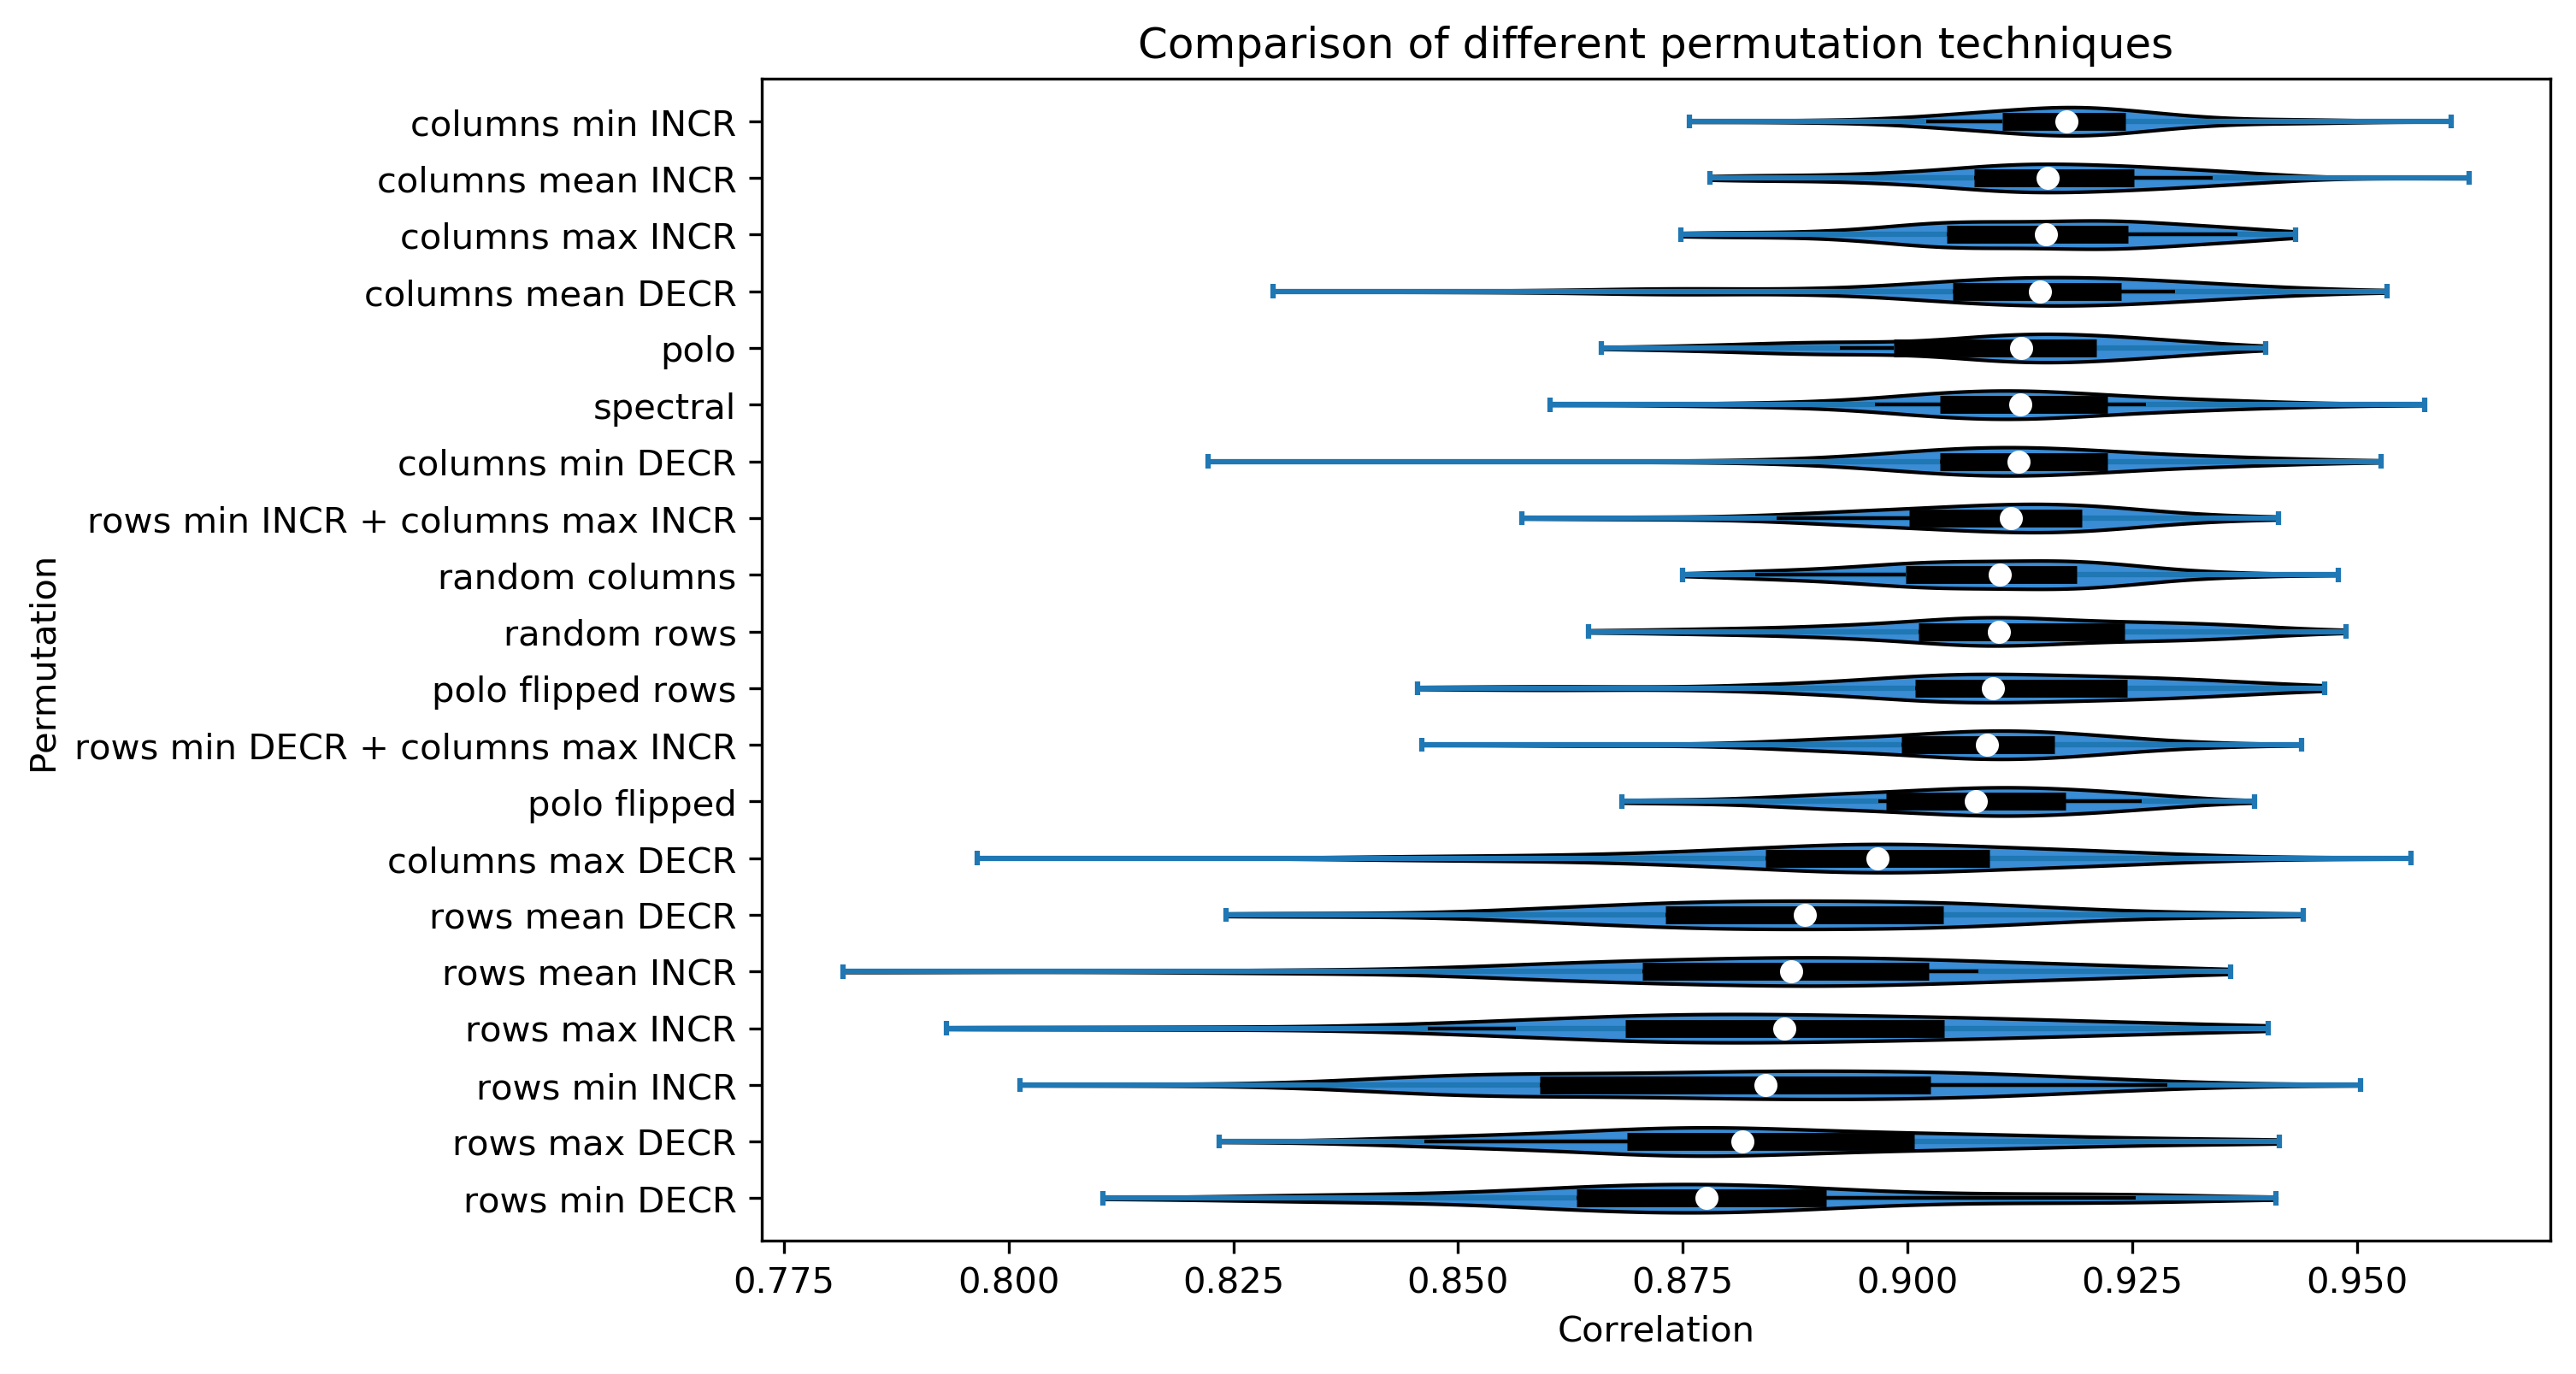 Comparison of different permutation techniques
Permutation
columns min INCR
columns mean INCR
columns max INCR
columns mean DECR
polo
spectral
columns min DECR
rows min INCR + columns max INCR
random columns
random rows
polo flipped rows
rows min DECR + columns max INCR
polo flipped
columns max DECR
rows mean DECR
rows mean INCR
rows max INCR
rows min INCR
rows max DECR
rows min DECR
0.775 0.800 0.825 0.850 0.875 0.900 0.925 0.950
Correlation